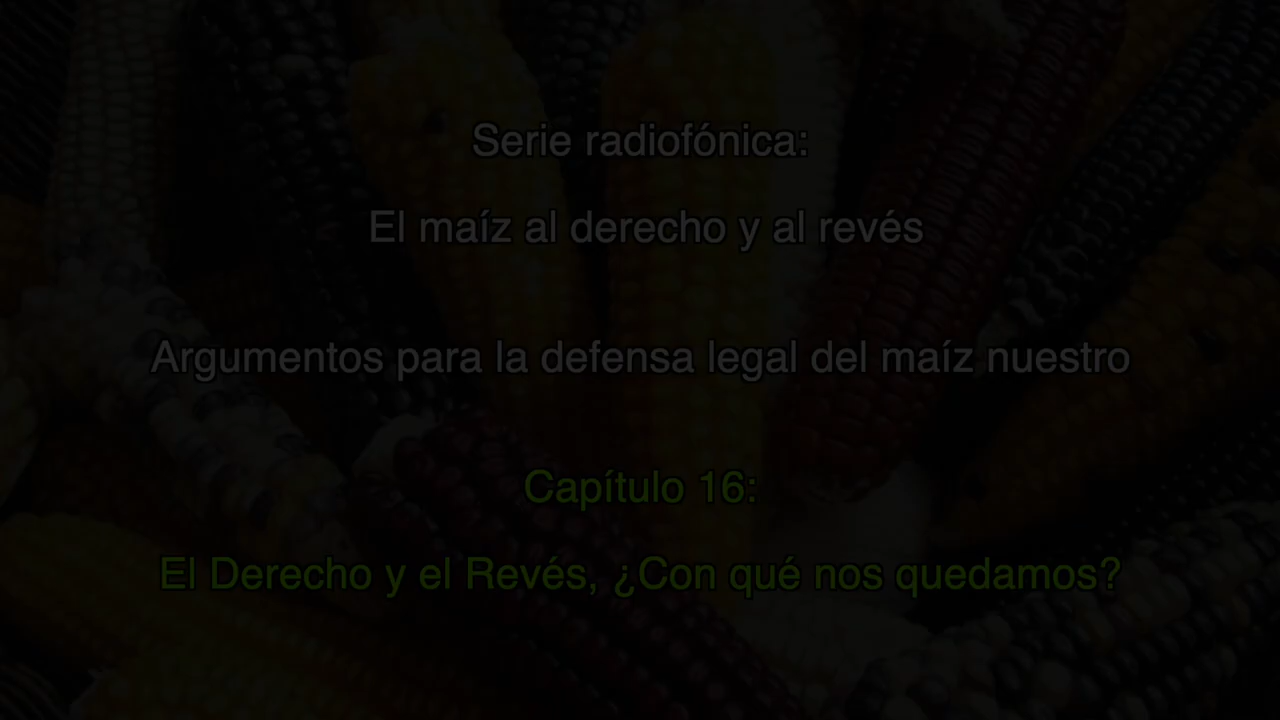 Serie radiofónica:
El maíz al derecho y al revés
Argumentos para la defensa legal del maíz nuestro
Capítulo 16:
El Derecho y el Revés, ¿Con qué nos quedamos?